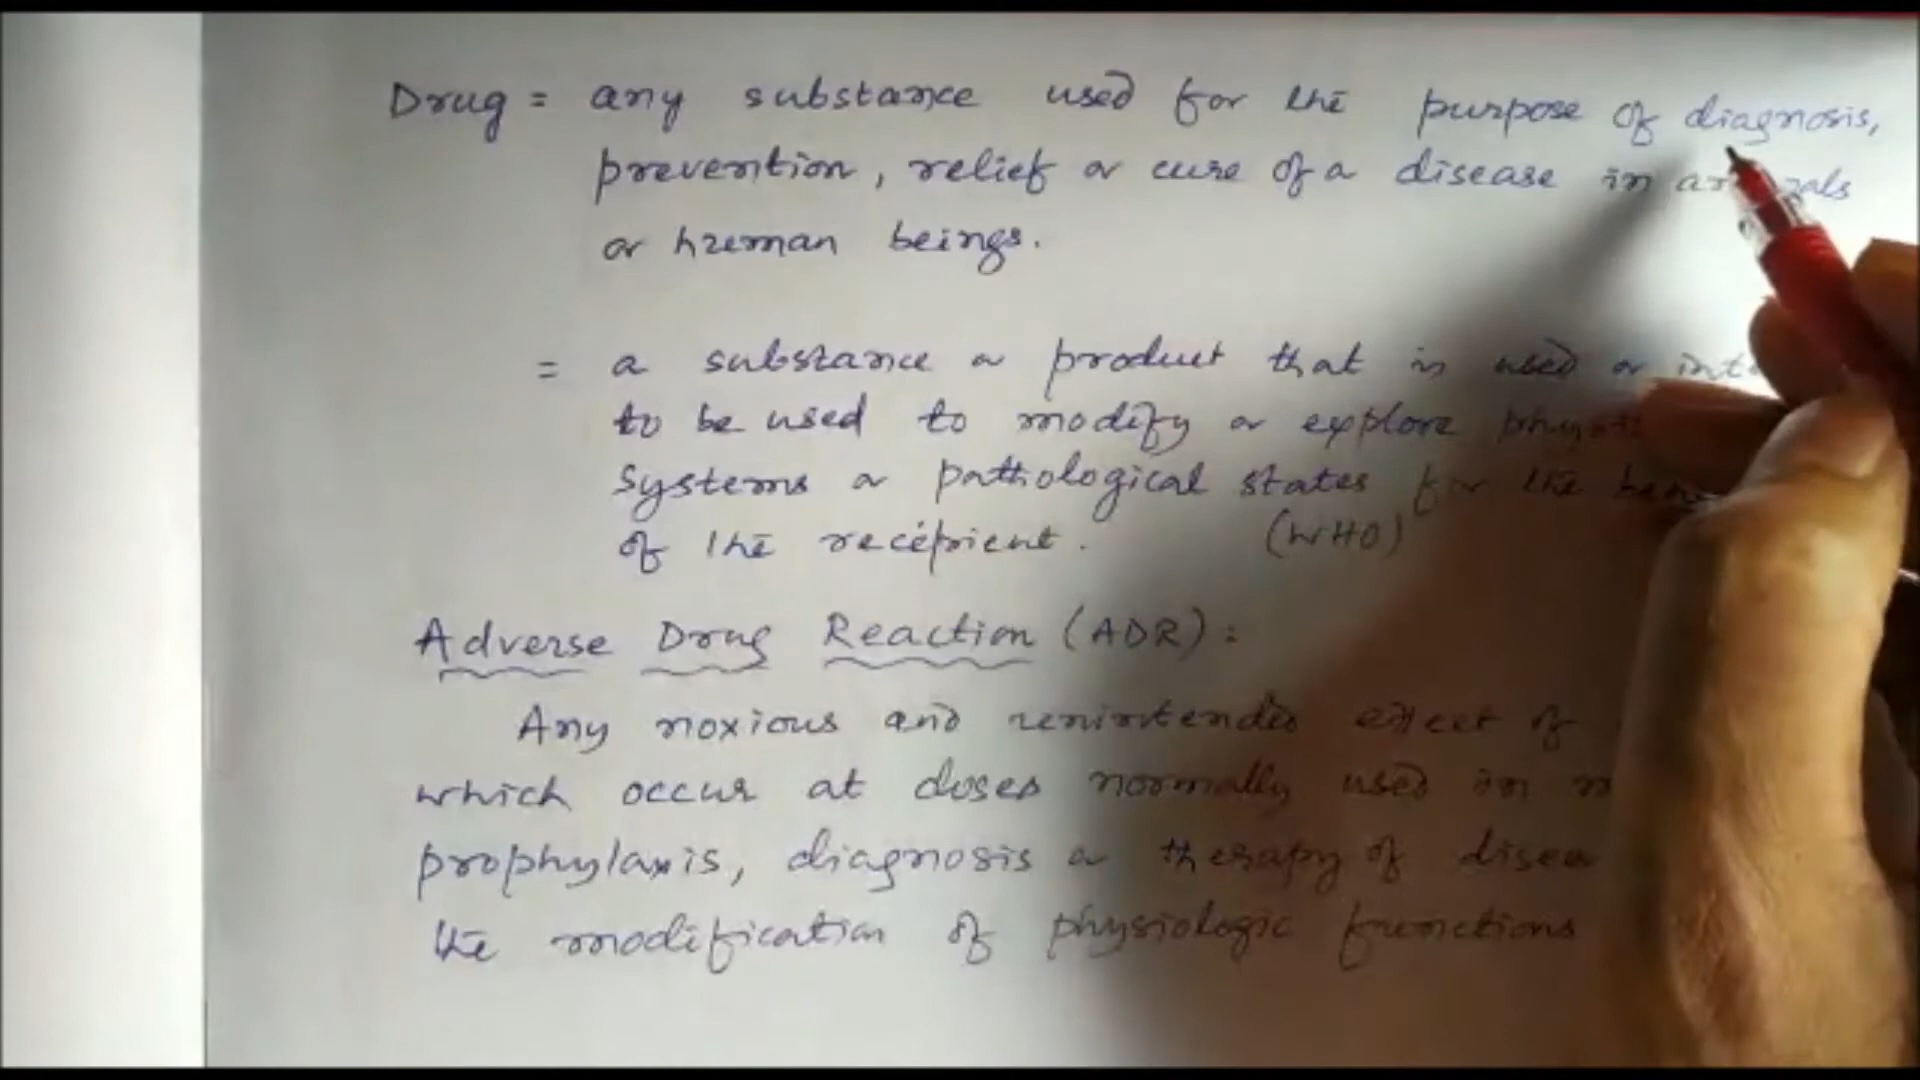 Drug = any substance used for the purpose of diagnosis,
prevention, relief or cure of a disease in
or human beings.
= a substance or product that is used or
to be used to modify or explore
systems or pathological states for the
of the recipient. (WHO)
Adverse Drug Reaction (ADR):
Any noxious and unintended effect of
which occur at doses normally used in
prophylaxis, diagnosis or therapy of
the modification of physiologic functions